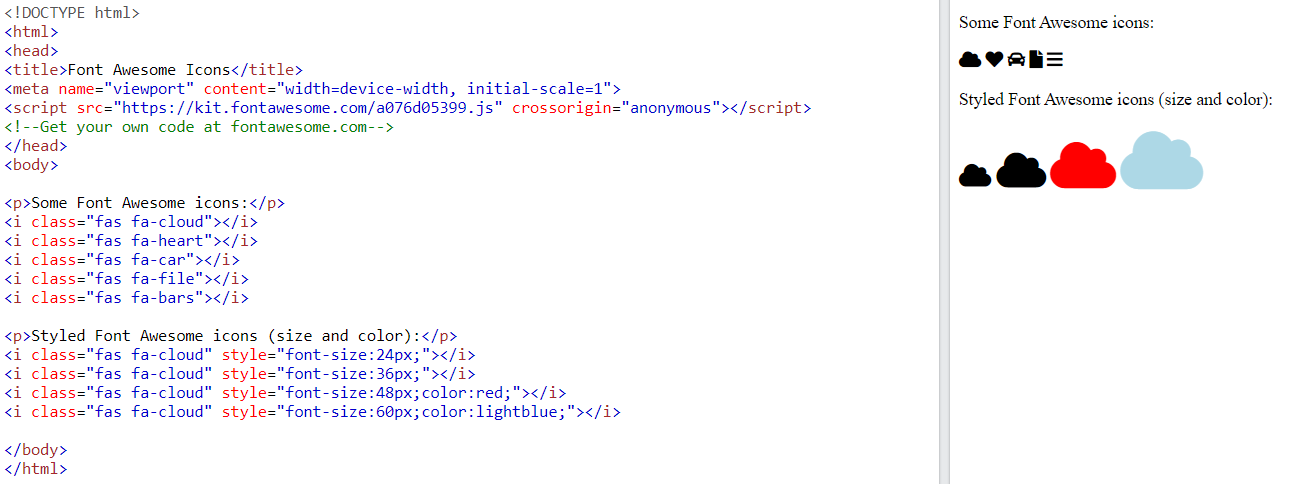 <!DOCTYPE html>
<html>
<head>
<title>Font Awesome Icons</title>
<meta name="viewport" content="width=device-width, initial-scale=1">
<script src="https://kit.fontawesome.com/a076d05399.js" crossorigin="anonymous"></script>
<!--Get your own code at fontawesome.com-->
</head>
<body>
<p>Some Font Awesome icons:</p>
<i class="fas fa-cloud"></i>
<i class="fas fa-heart"></i>
<i class="fas fa-car"></i>
<i class="fas fa-file"></i>
<i class="fas fa-bars"></i>
<p>Styled Font Awesome icons (size and color):</p>
<i class="fas fa-cloud" style="font-size:24px;"></i>
<i class="fas fa-cloud" style="font-size:36px;"></i>
<i class="fas fa-cloud" style="font-size:48px;color:red;"></i>
<i class="fas fa-cloud" style="font-size:60px;color:lightblue;"></i>
</body>
</html>
Some Font Awesome icons:
Styled Font Awesome icons (size and color):